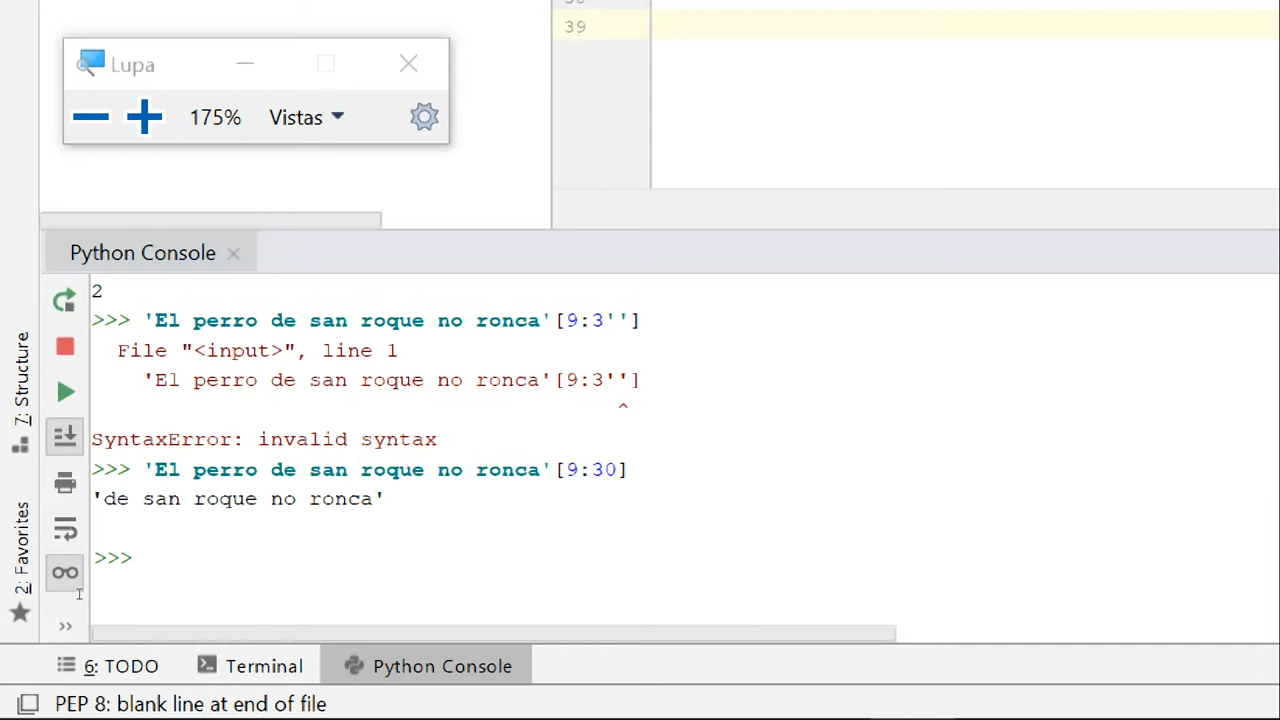 39
Lupa
175% Vistas
Python Console
2
>>> 'El perro de san roque no ronca'[9:3'']
File "<input>", line 1
'El perro de san roque no ronca'[9:3'']
^
SyntaxError: invalid syntax
>>> 'El perro de san roque no ronca'[9:30]
'de san roque no ronca'
>>>
7: Structure
2: Favorites
6: TODO Terminal Python Console
PEP 8: blank line at end of file